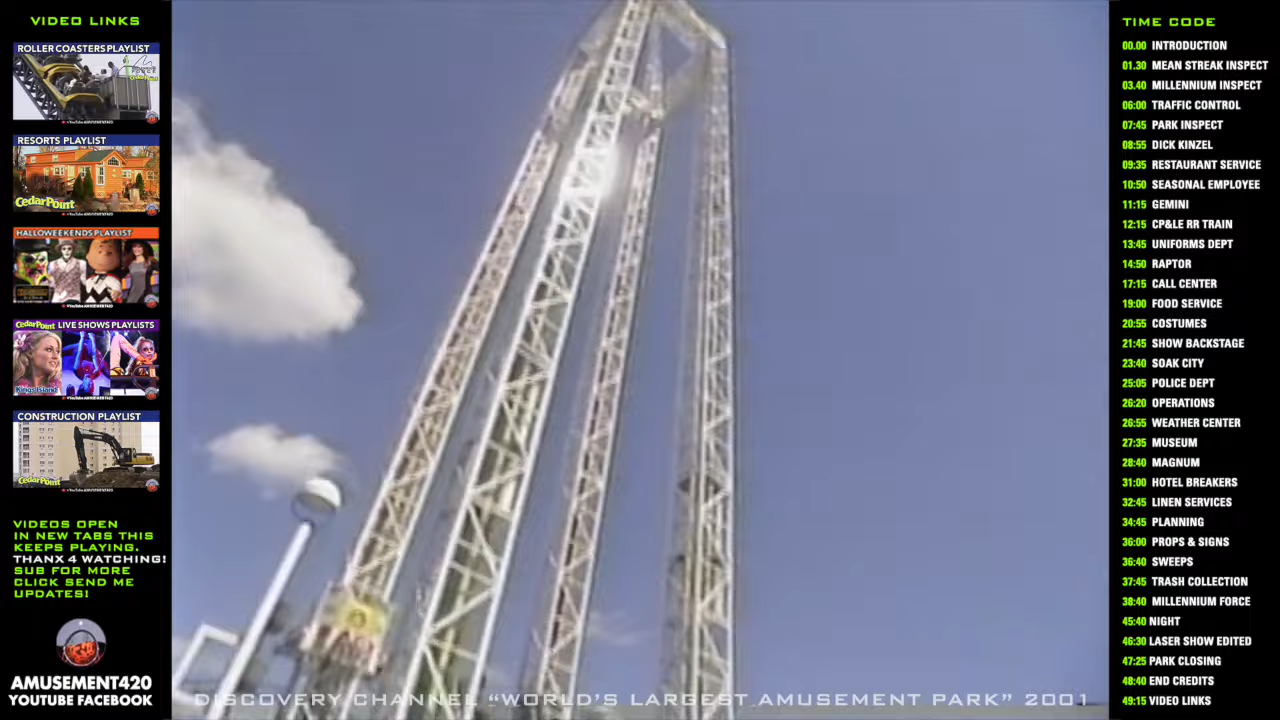 VIDEO LINKS
ROLLER COASTERS PLAYLIST
CedarPoint
RESORTS PLAYLIST
CedarPoint
HALLOWEEKENDS PLAYLIST
CedarPoint LIVE SHOWS PLAYLISTS
Kings Island
CONSTRUCTION PLAYLIST
CedarPoint
VIDEOS OPEN
IN NEW TABS THIS
KEEPS PLAYING.
THANX 4 WATCHING!
SUB FOR MORE
CLICK SEND ME
UPDATES!
AMUSEMENT420
YOUTUBE FACEBOOK
DISCOVERY CHANNEL “WORLD’S LARGEST AMUSEMENT PARK” 2001
TIME CODE
00.00 INTRODUCTION
01.30 MEAN STREAK INSPECT
03.40 MILLENNIUM INSPECT
06:00 TRAFFIC CONTROL
07:45 PARK INSPECT
08:55 DICK KINZEL
09:35 RESTAURANT SERVICE
10:50 SEASONAL EMPLOYEE
11:15 GEMINI
12:15 CP&LE RR TRAIN
13:45 UNIFORMS DEPT
14:50 RAPTOR
17:15 CALL CENTER
19:00 FOOD SERVICE
20:55 COSTUMES
21:45 SHOW BACKSTAGE
23:40 SOAK CITY
25:05 POLICE DEPT
26:20 OPERATIONS
26:55 WEATHER CENTER
27:35 MUSEUM
28:40 MAGNUM
31:00 HOTEL BREAKERS
32:45 LINEN SERVICES
34:45 PLANNING
36:00 PROPS & SIGNS
36:40 SWEEPS
37:45 TRASH COLLECTION
38:40 MILLENNIUM FORCE
45:40 NIGHT
46:30 LASER SHOW EDITED
47:25 PARK CLOSING
48:40 END CREDITS
49:15 VIDEO LINKS